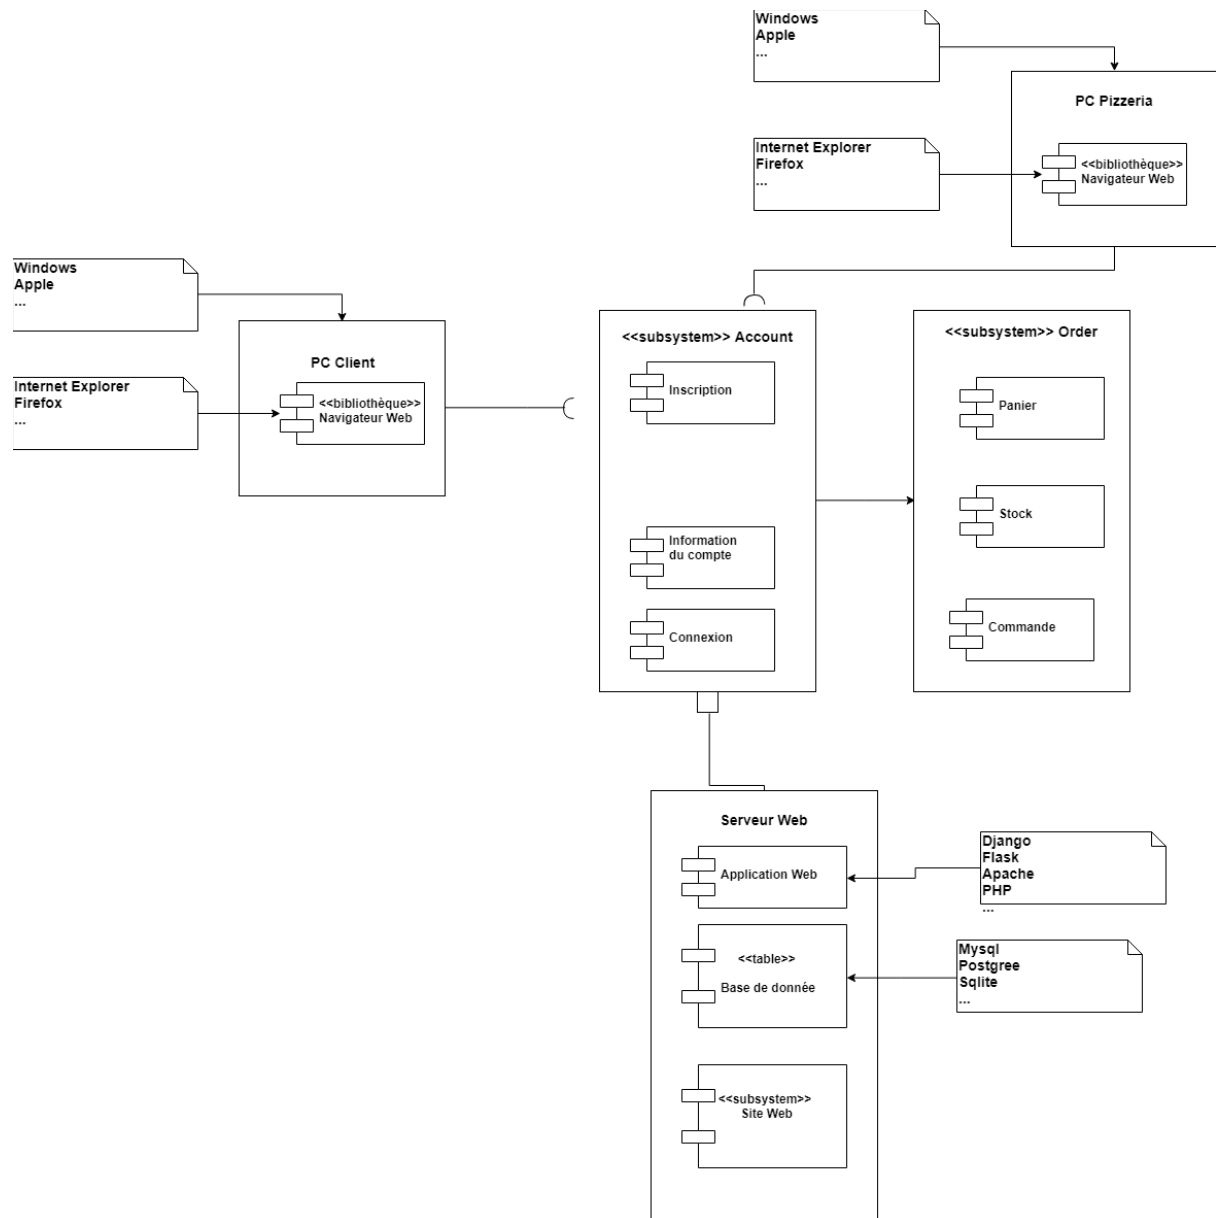 Windows
Apple
...
PC Pizzeria
Internet Explorer
Firefox
...
<<bibliothèque>>
Navigateur Web
Windows
Apple
...
PC Client
Internet Explorer
Firefox
...
<<bibliothèque>>
Navigateur Web
<<subsystem>> Account
Inscription
Information
du compte
Connexion
<<subsystem>> Order
Panier
Stock
Commande
Serveur Web
Application Web
Django
Flask
Apache
PHP
...
<<table>>
Base de donnée
Mysql
Postgree
Sqlite
...
<<subsystem>>
Site Web